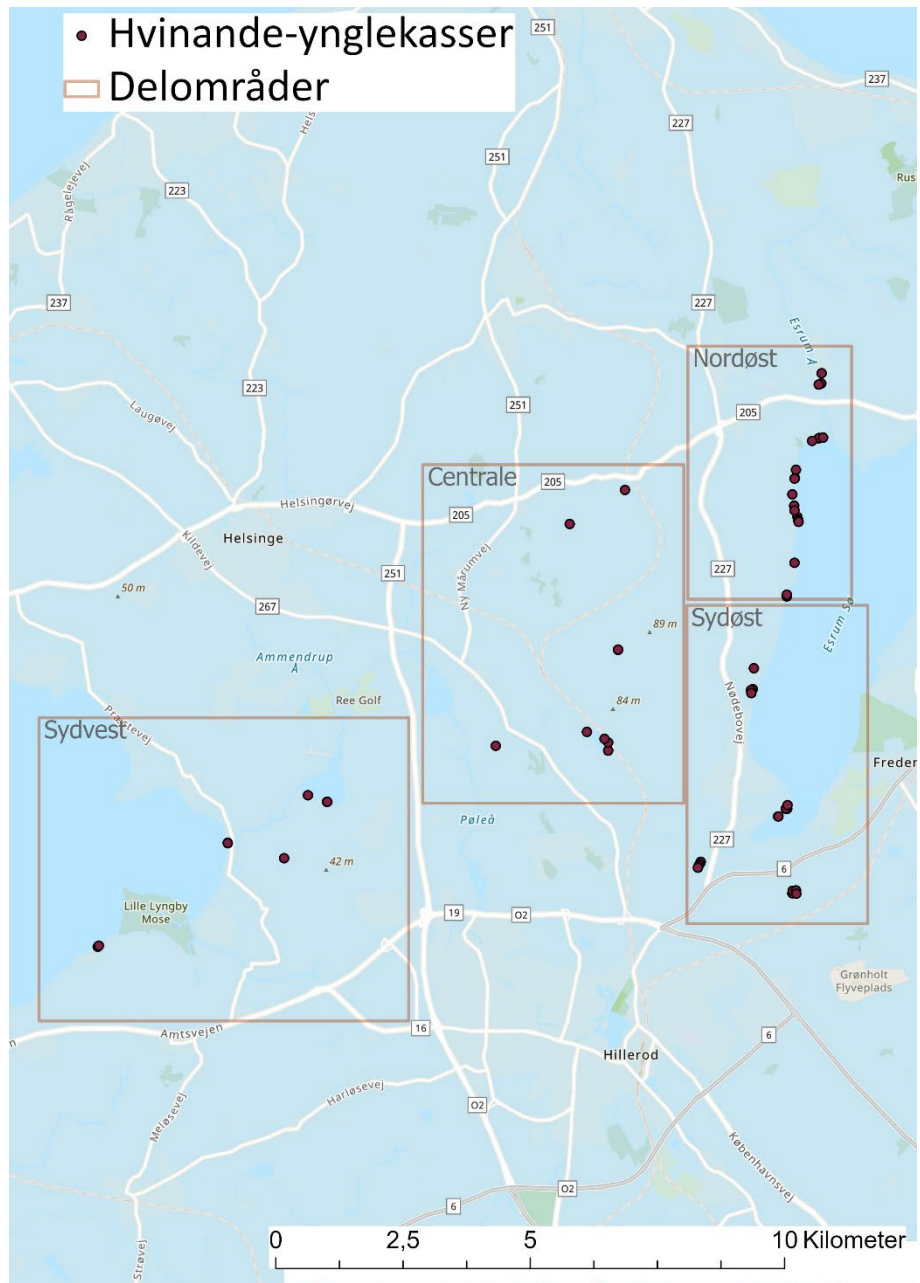 Hvinande-ynglekasser
Delområder
251
237
227
251
223
Rågelejevej
Hels
Rus
237
223
227
Esrum Å
Nordøst
205
251
Laugøvej
Centrale
205
Helsingørvej
205
Helsinge
Kildevej
251
227
50 m
267
Ny Mårumvej
89 m
Sydøst
Esrum Sø
Ammendrup
Å
Ree Golf
84 m
Nødebovej
Sydvest
Præstevej
Freder
Pøleå
227
42 m
6
Lille Lyngby
Mose
19
O2
Grønholt
Flyveplads
Amtsvejen
16
n
6
Hillerod
Meløsevej
Harløsevej
O2
Københavnsvej
O2
6
Strøvej
0
2,5
5
10 Kilometer